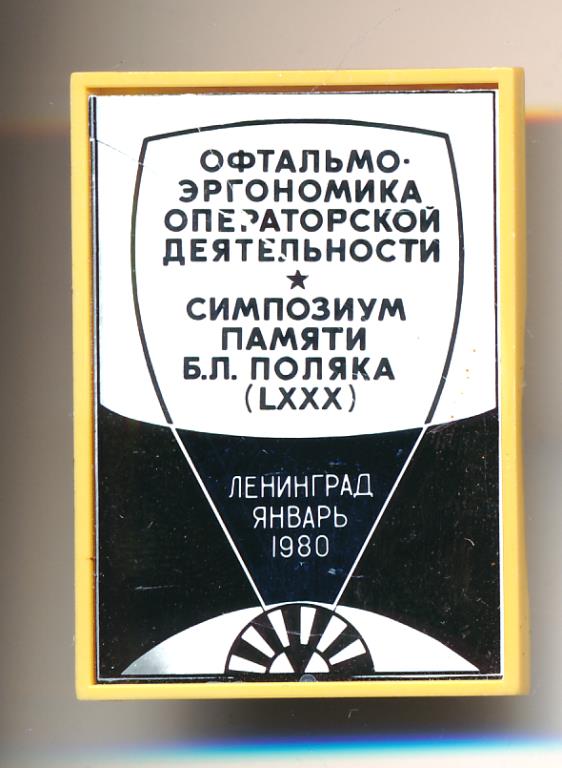 ОФТАЛЬМО-
ЭРГОНОМИКА
ОПЕРАТОРСКОЙ
ДЕЯТЕЛЬНОСТИ
★
СИМПОЗИУМ
ПАМЯТИ
Б.Л. ПОЛЯКА
(LXXX)
ЛЕНИНГРАД
ЯНВАРЬ
1980